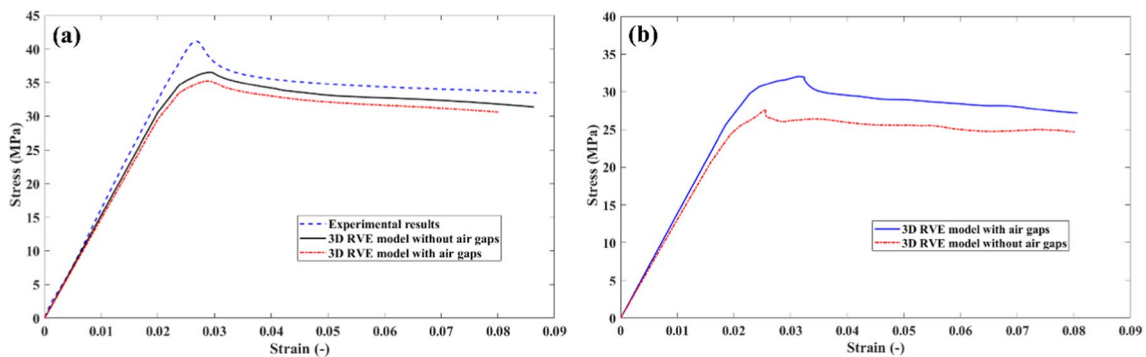 (a)
45
40
35
30
25
20
15
10
5
0
Stress (MPa)
Experimental results
3D RVE model without air gaps
3D RVE model with air gaps
0 0.01 0.02 0.03 0.04 0.05 0.06 0.07 0.08 0.09
Strain (-)
(b)
40
35
30
25
20
15
10
5
0
Stress (MPa)
3D RVE model with air gaps
3D RVE model without air gaps
0 0.01 0.02 0.03 0.04 0.05 0.06 0.07 0.08 0.09
Strain (-)